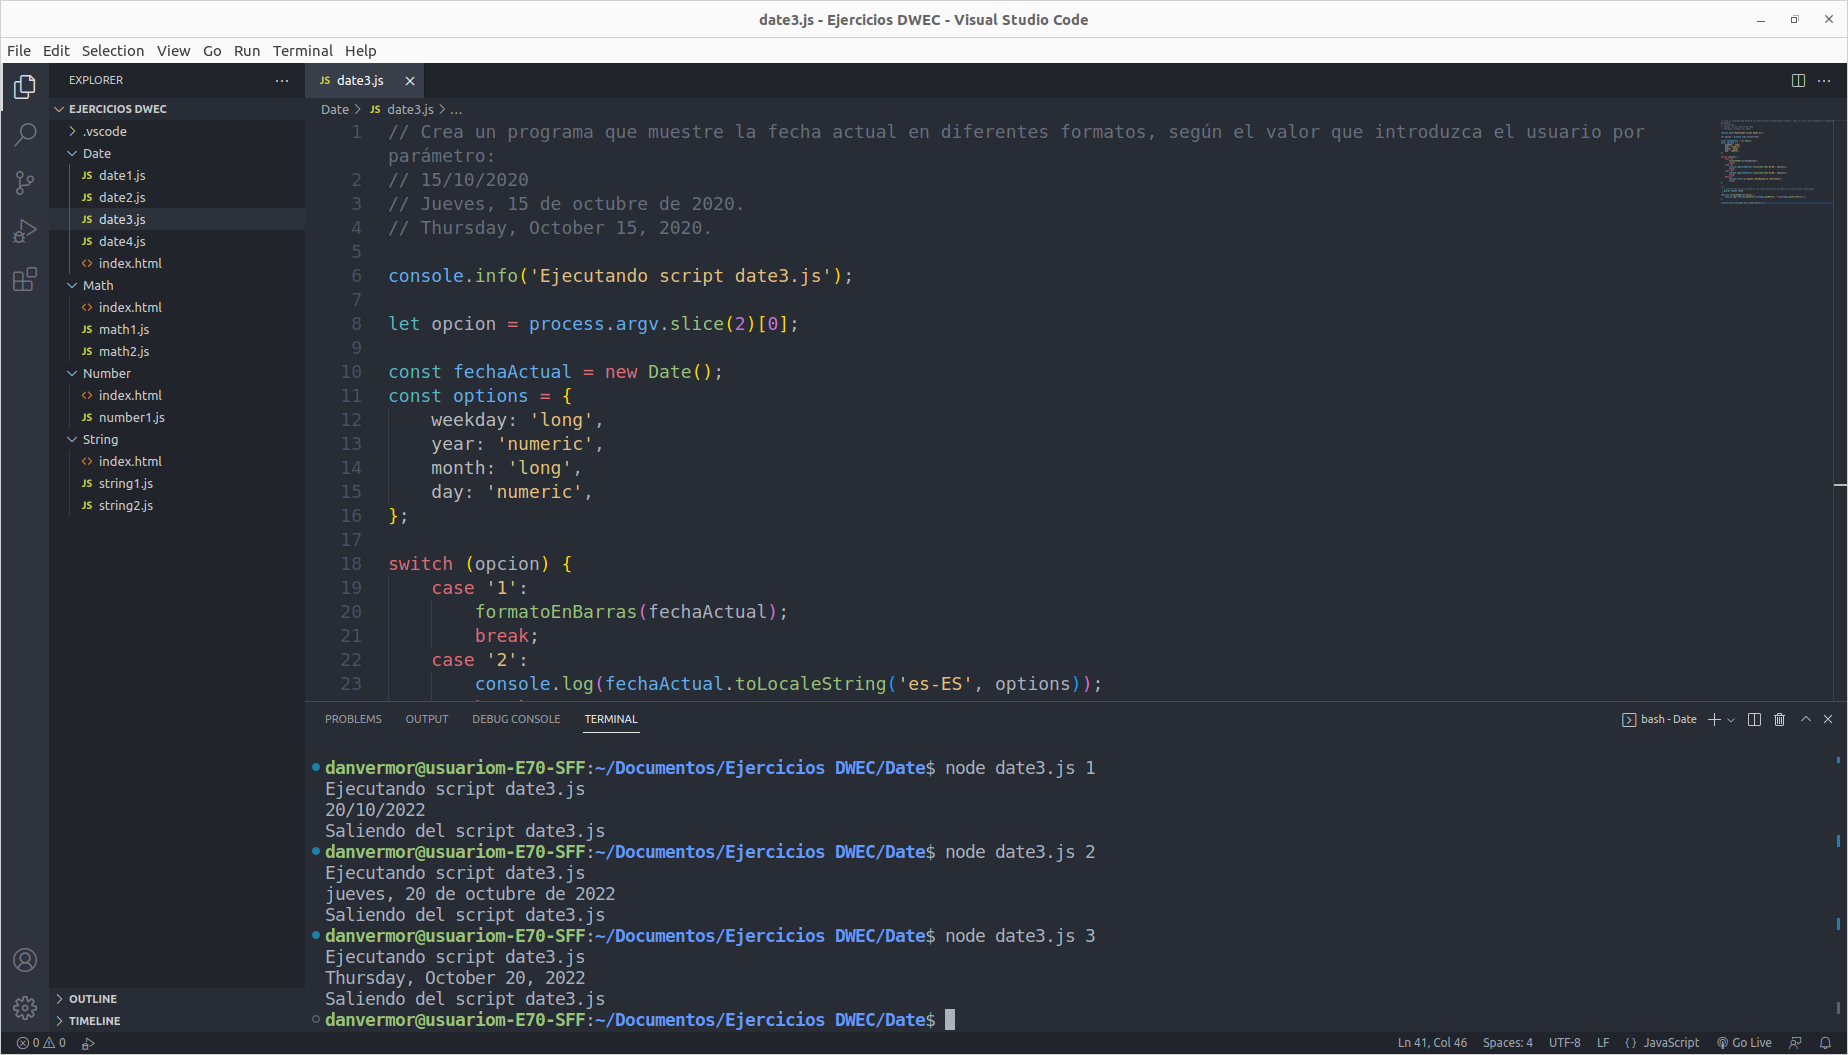 date3.js - Ejercicios DWEC - Visual Studio Code
File Edit Selection View Go Run Terminal Help
EXPLORER
EJERCICIOS DWEC
.vscode
Date
JS date1.js
JS date2.js
JS date3.js
JS date4.js
<> index.html
Math
<> index.html
JS math1.js
JS math2.js
Number
<> index.html
JS number1.js
String
<> index.html
JS string1.js
JS string2.js
OUTLINE
TIMELINE
JS date3.js
Date > JS date3.js > ...
1 // Crea un programa que muestre la fecha actual en diferentes formatos, según el valor que introduzca el usuario por
parámetro:
2 // 15/10/2020
3 // Jueves, 15 de octubre de 2020.
4 // Thursday, October 15, 2020.
5
6 console.info('Ejecutando script date3.js');
7
8 let opcion = process.argv.slice(2)[0];
9
10 const fechaActual = new Date();
11 const options = {
12     weekday: 'long',
13     year: 'numeric',
14     month: 'long',
15     day: 'numeric',
16 };
17
18 switch (opcion) {
19     case '1':
20         formatoEnBarras(fechaActual);
21         break;
22     case '2':
23         console.log(fechaActual.toLocaleString('es-ES', options));
PROBLEMS OUTPUT DEBUG CONSOLE TERMINAL
bash - Date
danvermor@usuariom-E70-SFF:~/Documentos/Ejercicios DWEC/Date$ node date3.js 1
Ejecutando script date3.js
20/10/2022
Saliendo del script date3.js
danvermor@usuariom-E70-SFF:~/Documentos/Ejercicios DWEC/Date$ node date3.js 2
Ejecutando script date3.js
jueves, 20 de octubre de 2022
Saliendo del script date3.js
danvermor@usuariom-E70-SFF:~/Documentos/Ejercicios DWEC/Date$ node date3.js 3
Ejecutando script date3.js
Thursday, October 20, 2022
Saliendo del script date3.js
danvermor@usuariom-E70-SFF:~/Documentos/Ejercicios DWEC/Date$
0 0 Ln 41, Col 46 Spaces: 4 UTF-8 LF {} JavaScript Go Live